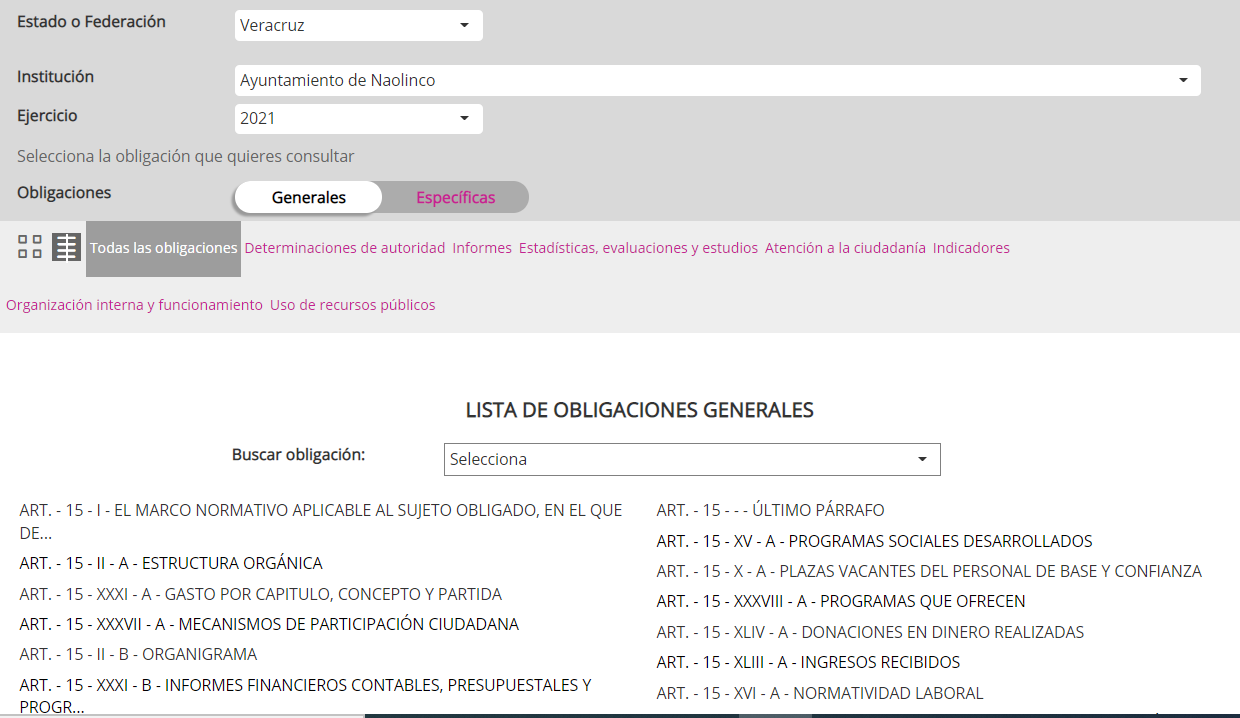 Estado o Federación
Veracruz
Institución
Ayuntamiento de Naolinco
Ejercicio
2021
Selecciona la obligación que quieres consultar
Obligaciones
Generales
Específicas
Todas las obligaciones Determinaciones de autoridad Informes Estadísticas, evaluaciones y estudios Atención a la ciudadanía Indicadores
Organización interna y funcionamiento Uso de recursos públicos
LISTA DE OBLIGACIONES GENERALES
Buscar obligación:
Selecciona
ART. - 15 - I - EL MARCO NORMATIVO APLICABLE AL SUJETO OBLIGADO, EN EL QUE
DE...
ART. - 15 - II - A - ESTRUCTURA ORGÁNICA
ART. - 15 - XXXI - A - GASTO POR CAPITULO, CONCEPTO Y PARTIDA
ART. - 15 - XXXVII - A - MECANISMOS DE PARTICIPACIÓN CIUDADANA
ART. - 15 - II - B - ORGANIGRAMA
ART. - 15 - XXXI - B - INFORMES FINANCIEROS CONTABLES, PRESUPUESTALES Y
PROGR...
ART. - 15 - - - ÚLTIMO PÁRRAFO
ART. - 15 - XV - A - PROGRAMAS SOCIALES DESARROLLADOS
ART. - 15 - X - A - PLAZAS VACANTES DEL PERSONAL DE BASE Y CONFIANZA
ART. - 15 - XXXVIII - A - PROGRAMAS QUE OFRECEN
ART. - 15 - XLIV - A - DONACIONES EN DINERO REALIZADAS
ART. - 15 - XLIII - A - INGRESOS RECIBIDOS
ART. - 15 - XVI - A - NORMATIVIDAD LABORAL